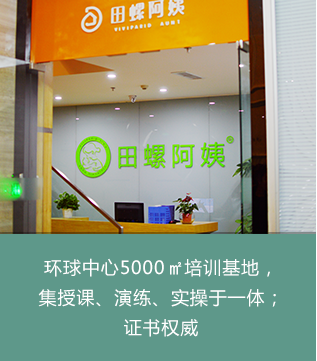 田螺阿姨
VIVIPARID AUNT
田螺阿姨®
环球中心5000㎡培训基地，
集授课、演练、实操于一体；
证书权威